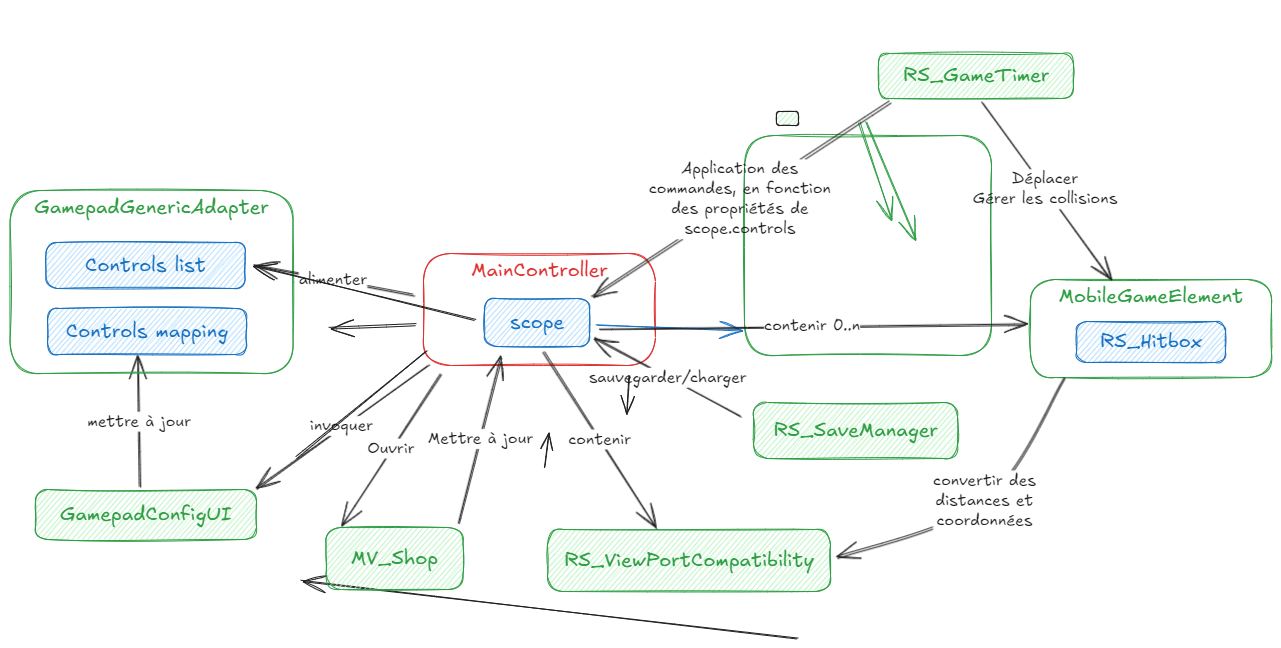 RS_GameTimer
Application des
commandes, en fonction
des propriétés de
scope.controls
Déplacer
Gérer les collisions
GamepadGenericAdapter
Controls list
Controls mapping
alimenter
MainController
scope
contenir 0..n
MobileGameElement
RS_Hitbox
sauvegarder/charger
RS_SaveManager
mettre à jour
invoquer
Ouvrir
Mettre à jour
contenir
convertir des
distances et
coordonnées
GamepadConfigUI
MV_Shop
RS_ViewPortCompatibility